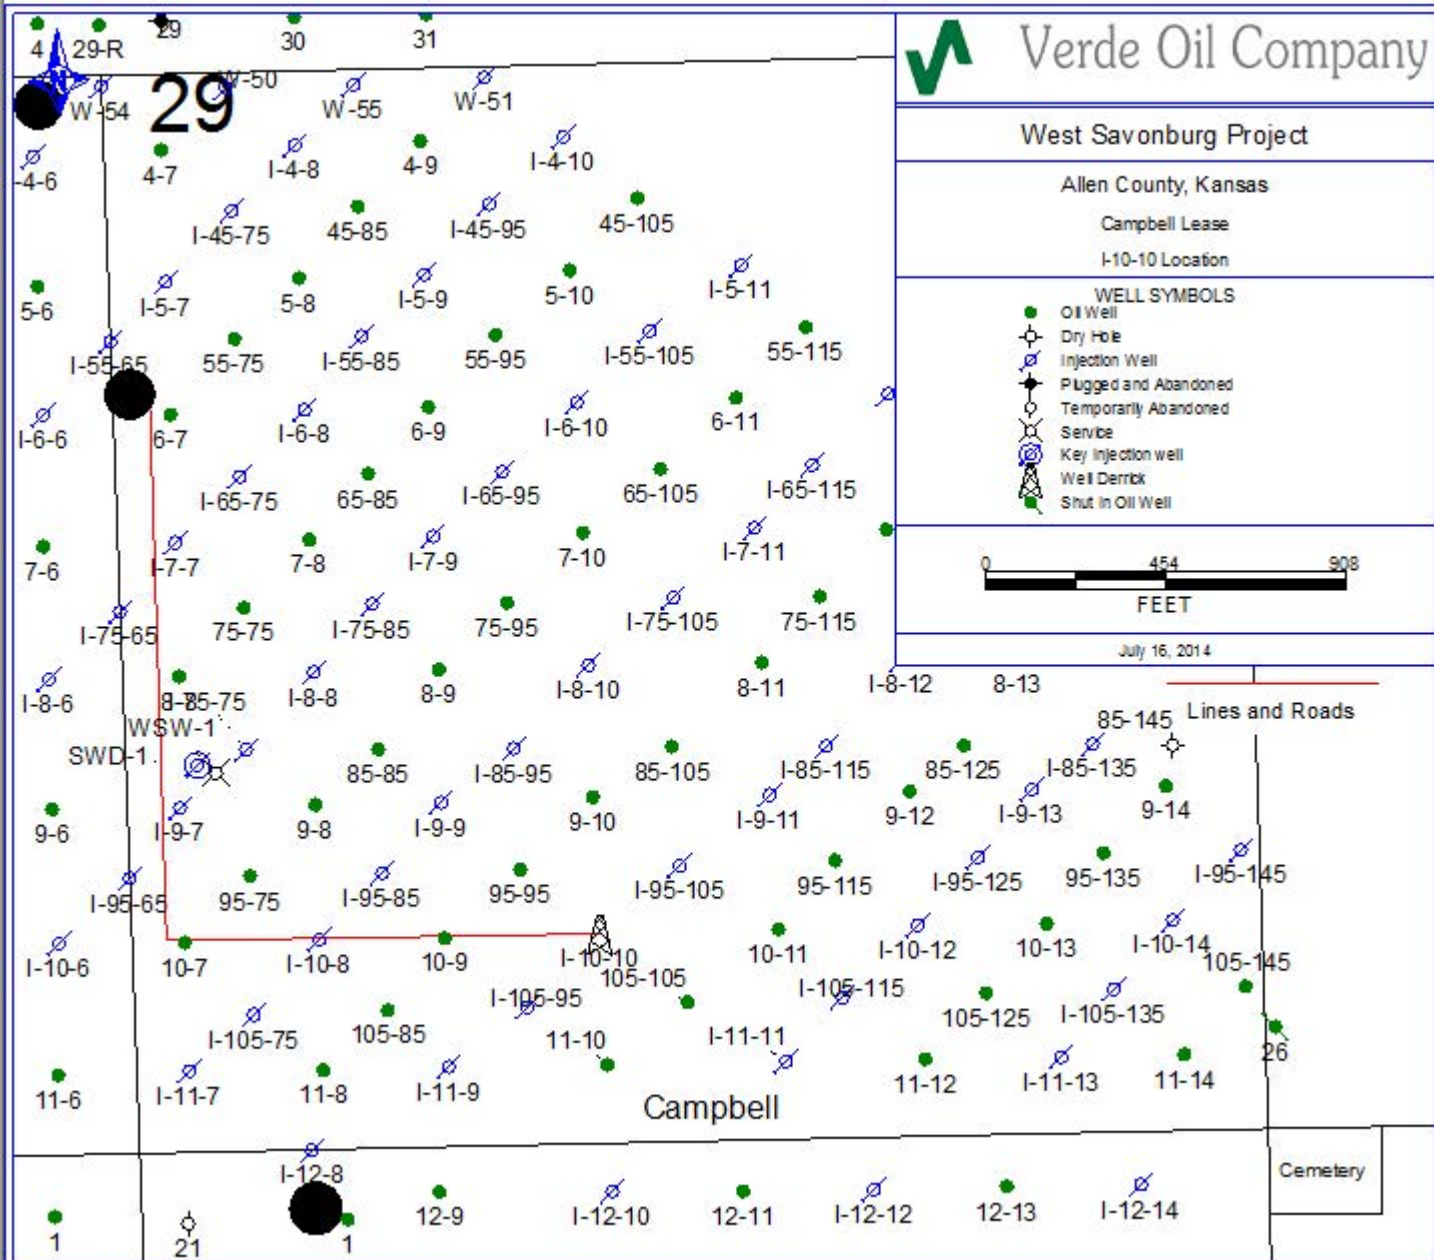 Verde Oil Company
West Savonburg Project
Allen County, Kansas
Campbell Lease
I-10-10 Location
WELL SYMBOLS
Oil Well
Dry Hole
Injection Well
Plugged and Abandoned
Temporarily Abandoned
Service
Key Injection well
Well Derrick
Shut In Oil Well
0 454 908
FEET
July 16, 2014
Lines and Roads
4 29-R 29 30 31
29
W-54 W-50 W-55 W-51
-4-6 4-7 I-4-8 4-9 I-4-10
I-45-75 45-85 I-45-95 45-105
5-6 I-5-7 5-8 I-5-9 5-10 I-5-11
I-55-65 55-75 I-55-85 55-95 I-55-105 55-115
I-6-6 6-7 I-6-8 6-9 I-6-10 6-11
I-65-75 65-85 I-65-95 65-105 I-65-115
7-6 I-7-7 7-8 I-7-9 7-10 I-7-11
I-75-65 75-75 I-75-85 75-95 I-75-105 75-115
I-8-6 I-8-8 8-9 I-8-10 8-11 I-8-12 8-13
WSW-1 85-145
SWD-1 85-85 I-85-95 85-105 I-85-115 85-125 I-85-135
9-6 I-9-7 9-8 I-9-9 9-10 I-9-11 9-12 I-9-13 9-14
I-95-65 95-75 I-95-85 95-95 I-95-105 95-115 I-95-125 95-135 I-95-145
I-10-6 10-7 I-10-8 10-9 I-10-10 10-11 I-10-12 10-13 I-10-14
105-105 105-145
I-105-75 105-85 I-105-95 I-105-115 105-125 I-105-135
11-10 I-11-11 26
11-6 I-11-7 11-8 I-11-9 11-12 I-11-13 11-14
Campbell
I-12-8 Cemetery
12-9 I-12-10 12-11 I-12-12 12-13 I-12-14
1 21 1